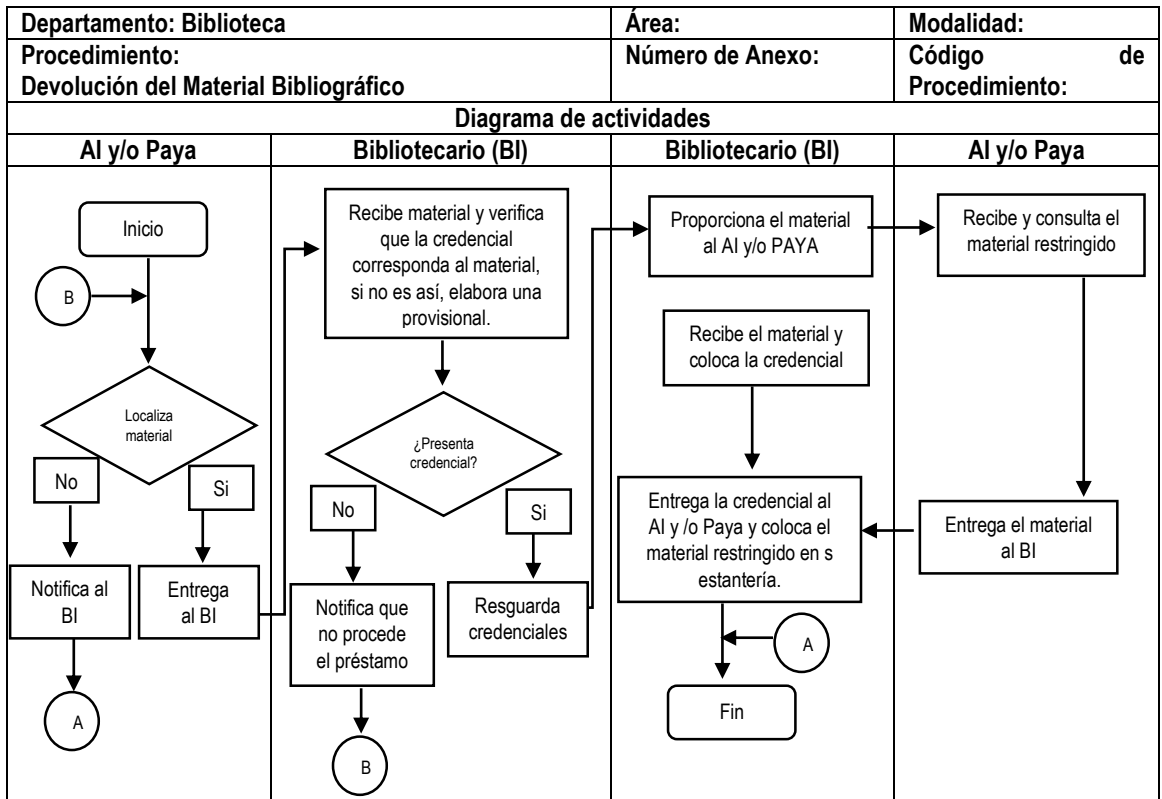 Departamento: Biblioteca
Área:
Modalidad:
Procedimiento:
Devolución del Material Bibliográfico
Número de Anexo:
Código de
Procedimiento:
Diagrama de actividades
Al y/o Paya
Bibliotecario (BI)
Bibliotecario (BI)
Al y/o Paya
Inicio
B
Localiza
material
No
Si
Notifica al
BI
Entrega
al BI
A
Recibe material y verifica
que la credencial
corresponda al material,
si no es así, elabora una
provisional.
¿Presenta
credencial?
No
Si
Notifica que
no procede
el préstamo
Resguarda
credenciales
B
Proporciona el material
al AI y/o PAYA
Recibe el material y
coloca la credencial
Entrega la credencial al
Al y /o Paya y coloca el
material restringido en s
estantería.
A
Fin
Recibe y consulta el
material restringido
Entrega el material
al BI